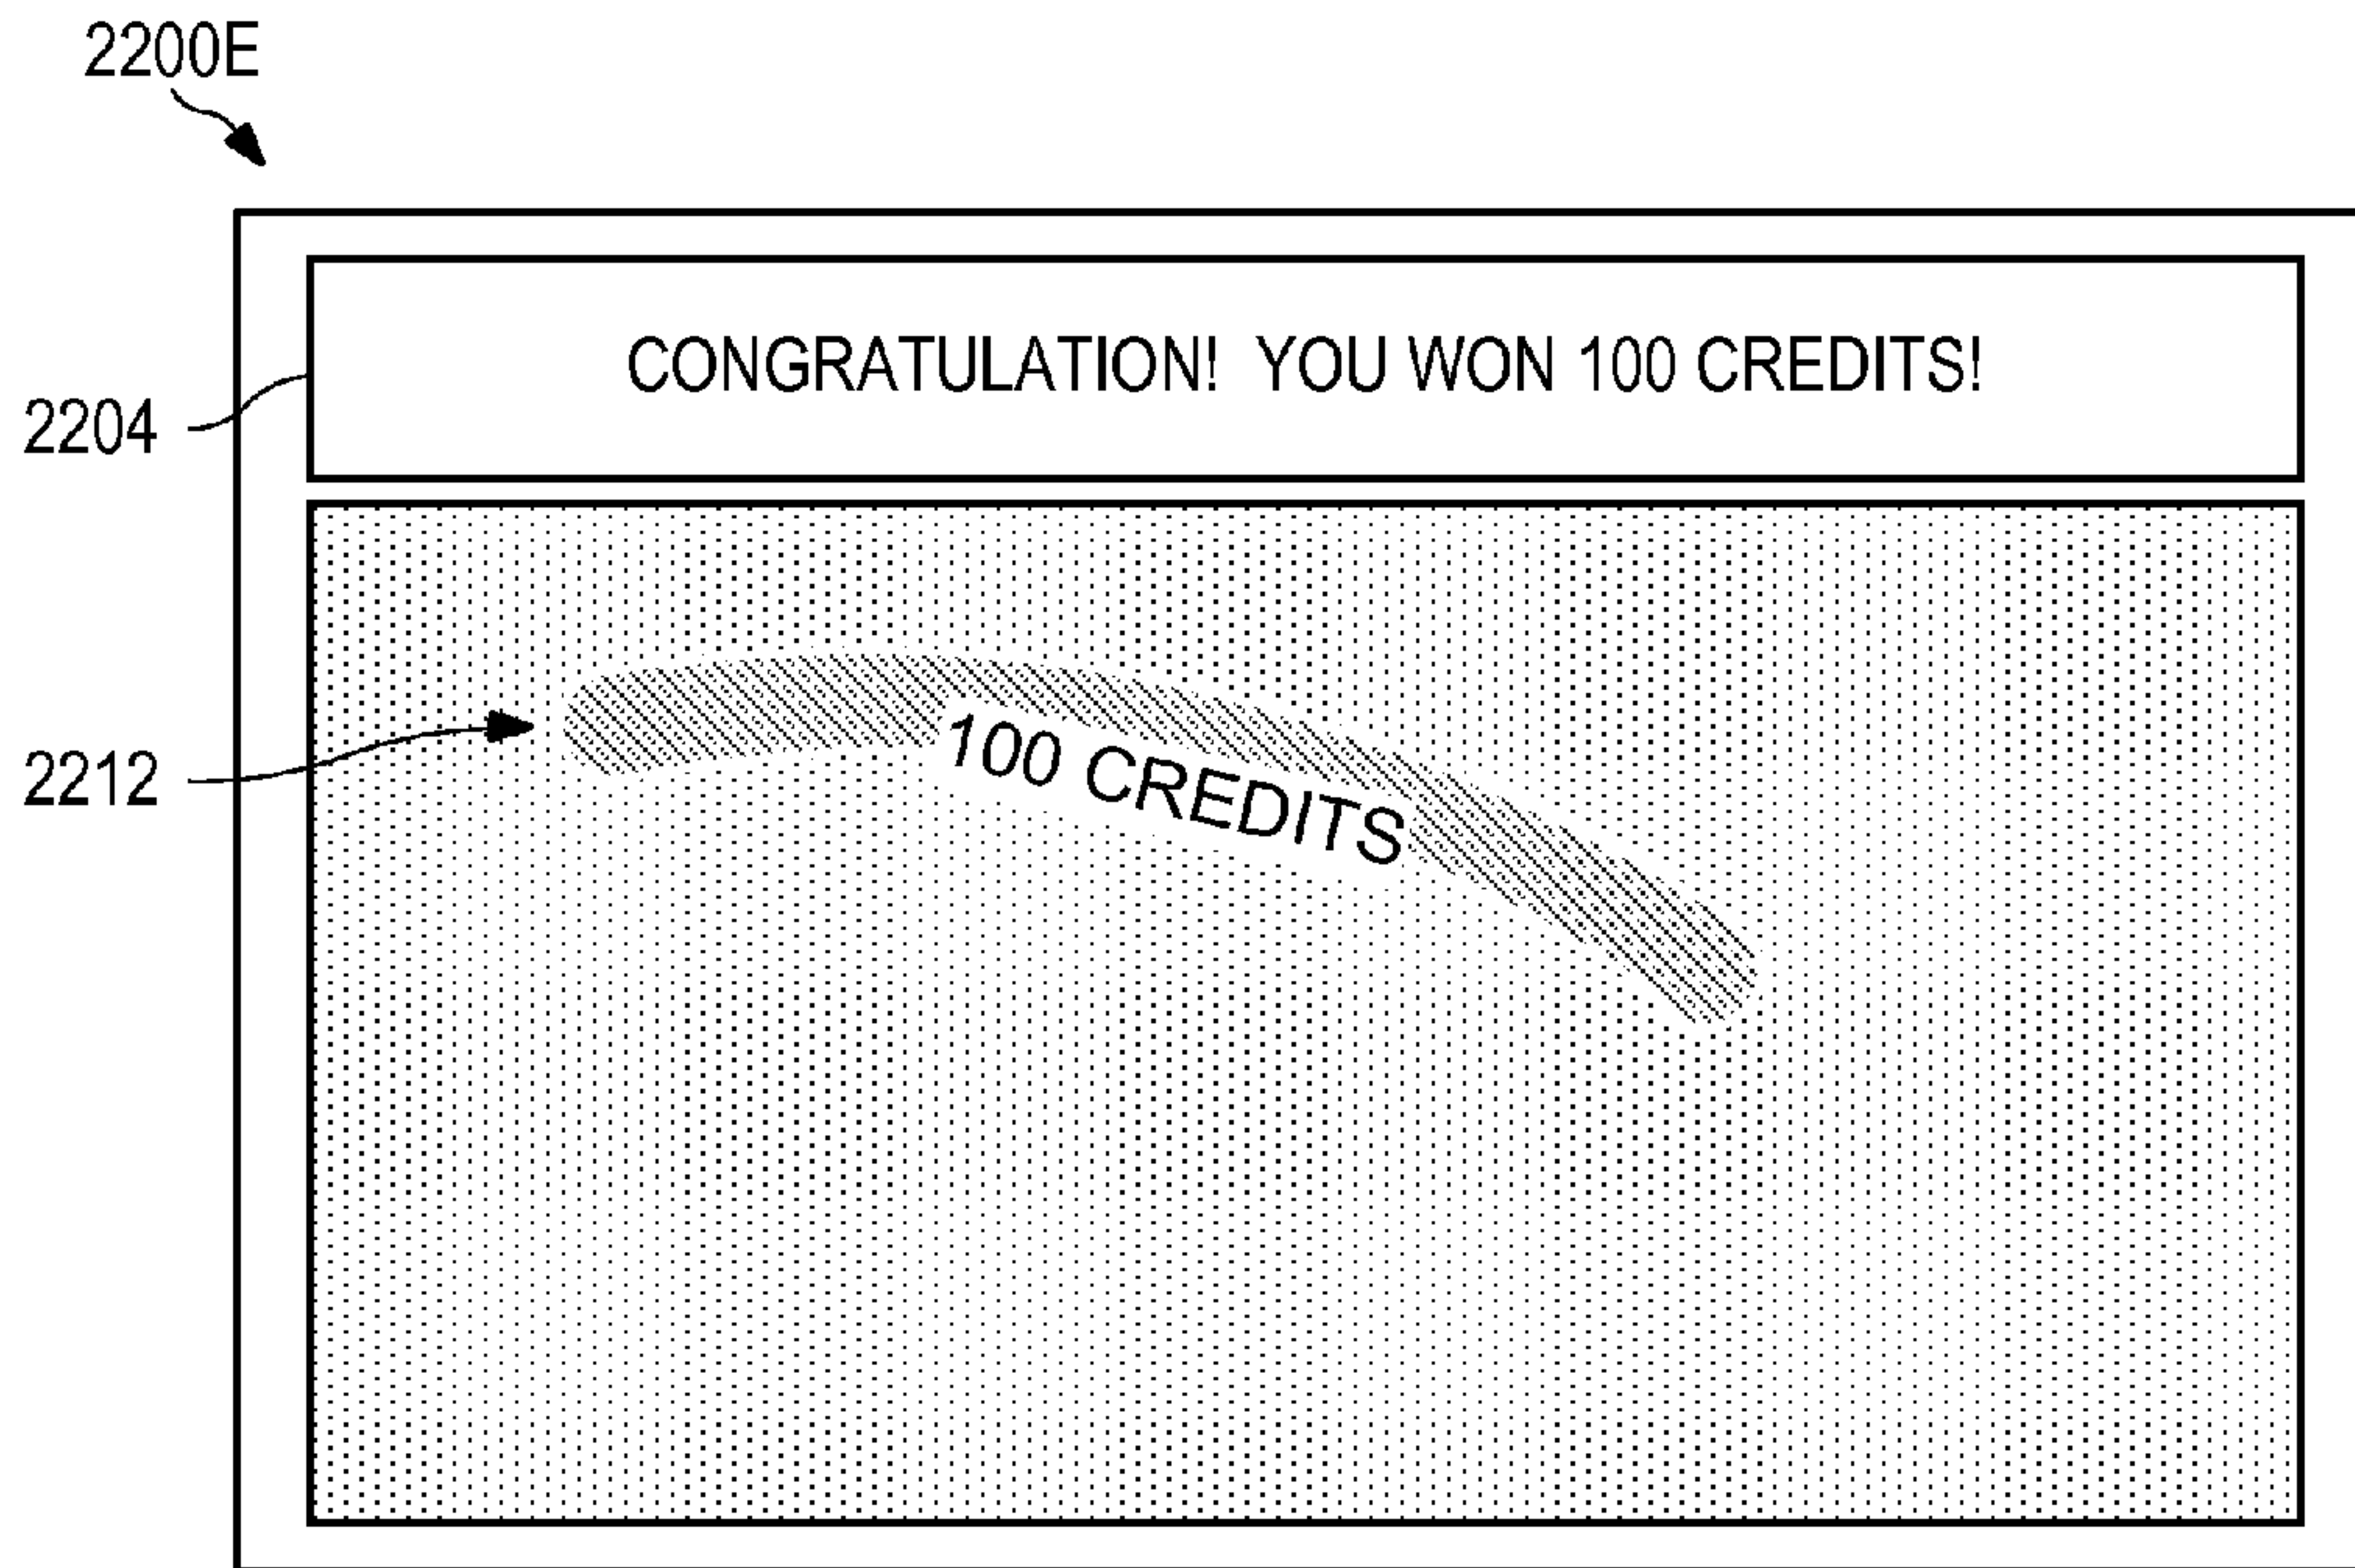 2200E
CONGRATULATION! YOU WON 100 CREDITS!
2204
2212
100 CREDITS